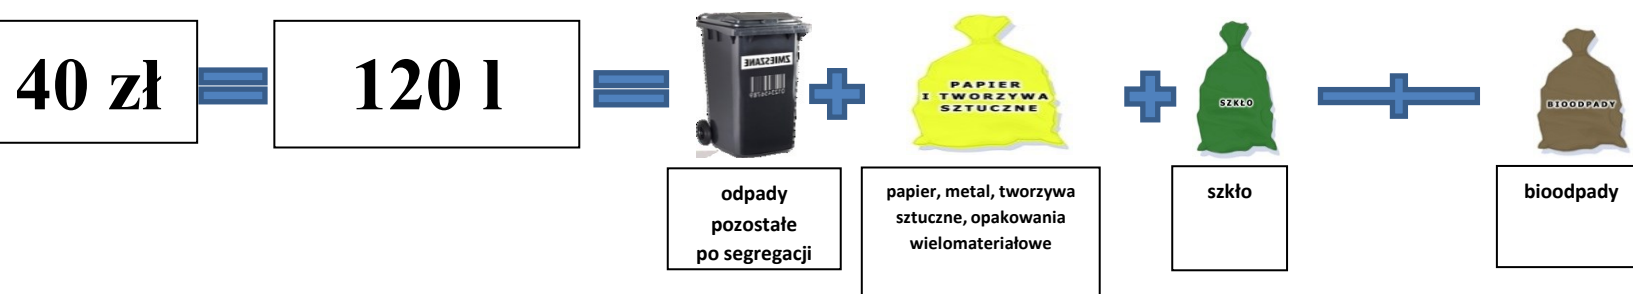 40 zł
120 l
ZMIESZANE
PAPIER
I TWORZYWA
SZTUCZNE
SZKŁO
BIOODPADY
odpady
pozostałe
po segregacji
papier, metal, tworzywa
sztuczne, opakowania
wielomateriałowe
szkło
bioodpady